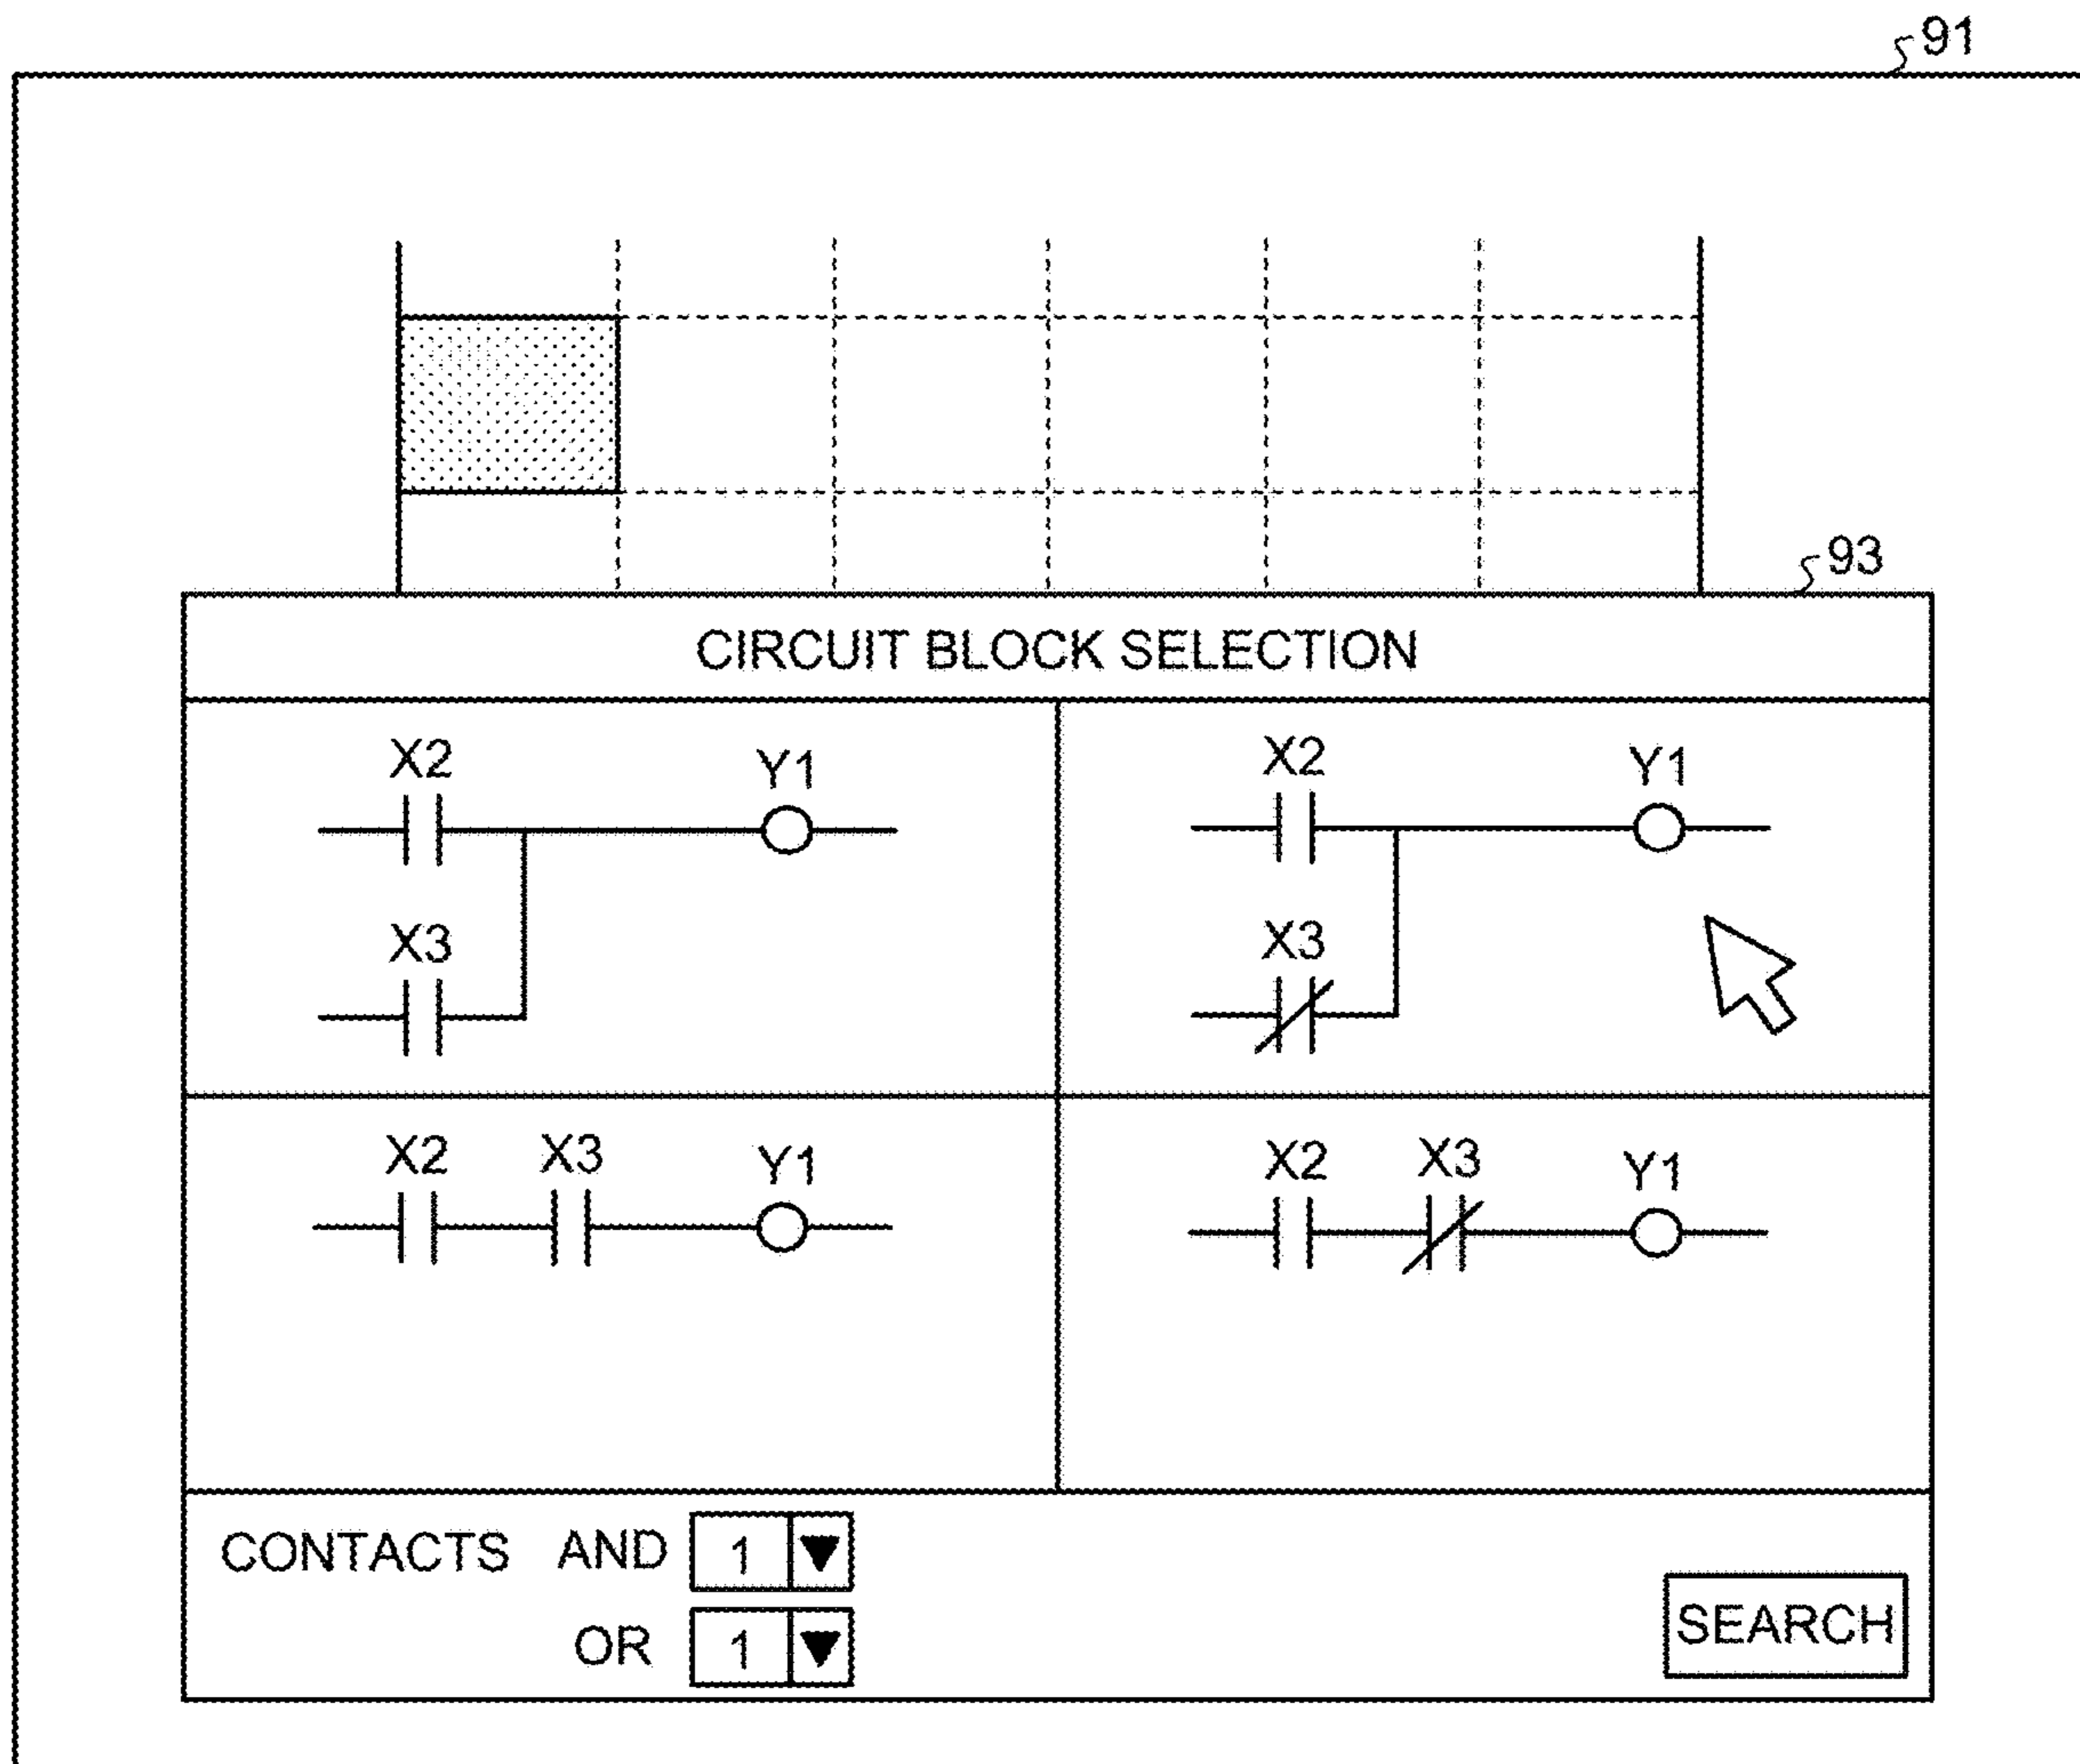 91
93
CIRCUIT BLOCK SELECTION
X2 Y1
X3
X2 Y1
X3
X2 X3 Y1
X2 X3 Y1
CONTACTS AND 1
OR 1
SEARCH